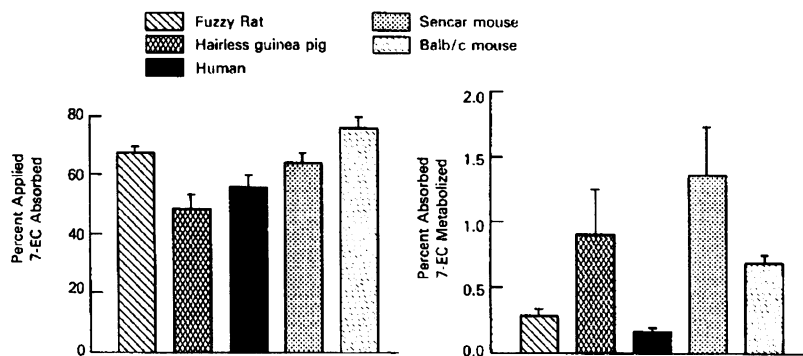 Fuzzy Rat
Hairless guinea pig
Human
Sencar mouse
Balb/c mouse
Percent Applied
7-EC Absorbed
80
60
40
20
0
Percent Absorbed
7-EC Metabolized
2.0
1.5
1.0
0.5
0.0